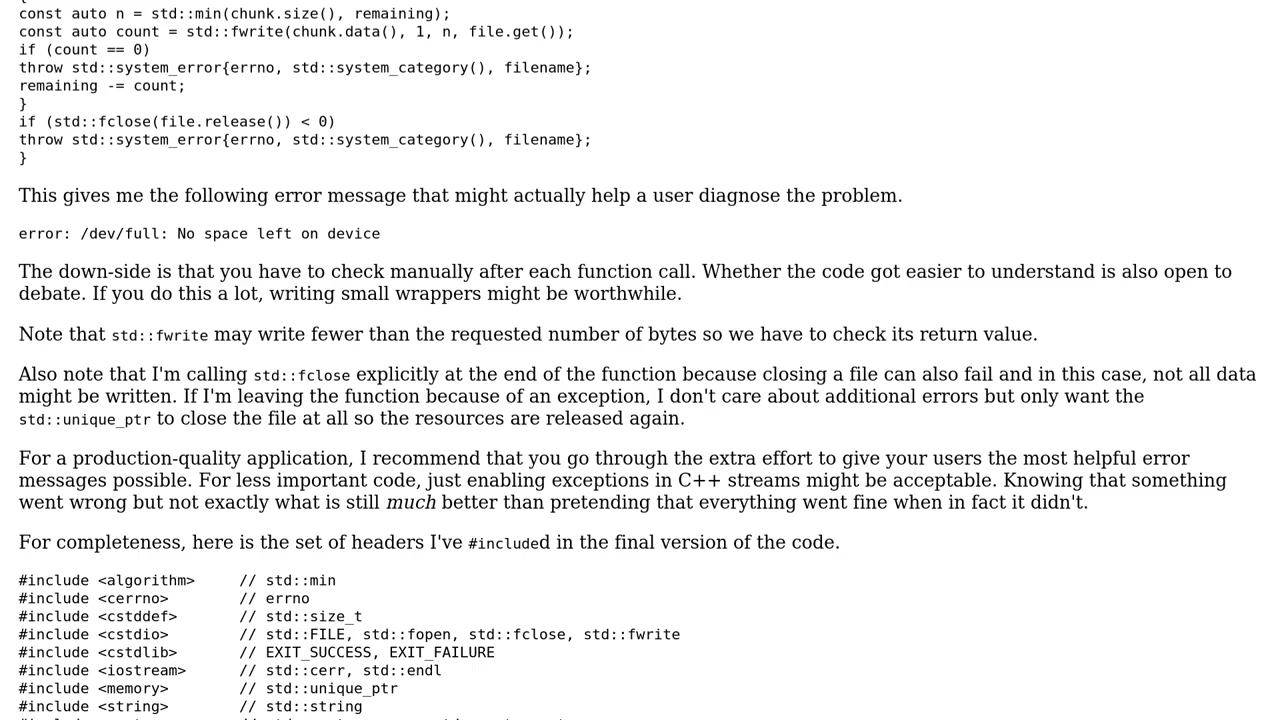 const auto n = std::min(chunk.size(), remaining);
const auto count = std::fwrite(chunk.data(), 1, n, file.get());
if (count == 0)
throw std::system_error{errno, std::system_category(), filename};
remaining -= count;
}
if (std::fclose(file.release()) < 0)
throw std::system_error{errno, std::system_category(), filename};
}
This gives me the following error message that might actually help a user diagnose the problem.
error: /dev/full: No space left on device
The down-side is that you have to check manually after each function call. Whether the code got easier to understand is also open to
debate. If you do this a lot, writing small wrappers might be worthwhile.
Note that std::fwrite may write fewer than the requested number of bytes so we have to check its return value.
Also note that I'm calling std::fclose explicitly at the end of the function because closing a file can also fail and in this case, not all data
might be written. If I'm leaving the function because of an exception, I don't care about additional errors but only want the
std::unique_ptr to close the file at all so the resources are released again.
For a production-quality application, I recommend that you go through the extra effort to give your users the most helpful error
messages possible. For less important code, just enabling exceptions in C++ streams might be acceptable. Knowing that something
went wrong but not exactly what is still much better than pretending that everything went fine when in fact it didn't.
For completeness, here is the set of headers I've #included in the final version of the code.
#include <algorithm>     // std::min
#include <cerrno>        // errno
#include <cstddef>       // std::size_t
#include <cstdio>        // std::FILE, std::fopen, std::fclose, std::fwrite
#include <cstdlib>       // EXIT_SUCCESS, EXIT_FAILURE
#include <iostream>      // std::cerr, std::endl
#include <memory>        // std::unique_ptr
#include <string>        // std::string